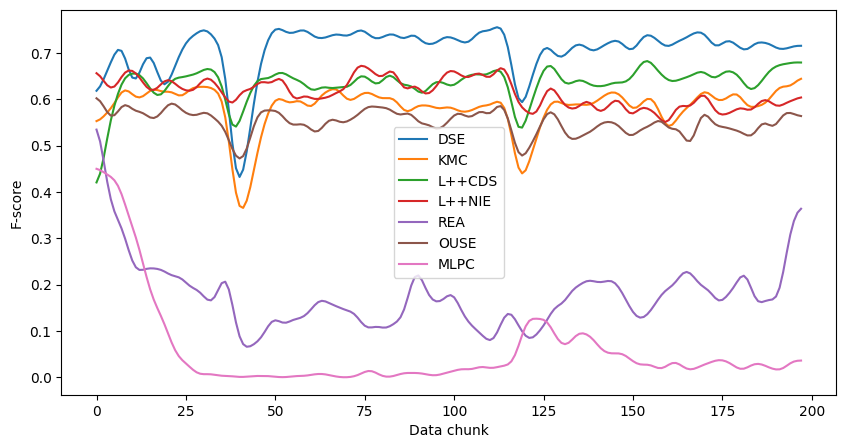 F-score
0.7
0.6
0.5
0.4
0.3
0.2
0.1
0.0
DSE
KMC
L++CDS
L++NIE
REA
OUSE
MLPC
0
25
50
75
100
125
150
175
200
Data chunk